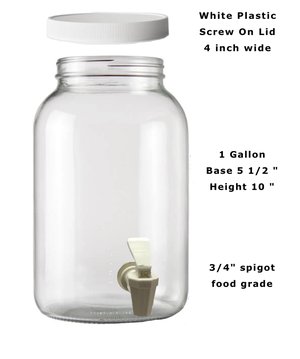 White Plastic
Screw On Lid
4 inch wide
1 Gallon
Base 5 1/2 "
Height 10 "
3/4" spigot
food grade